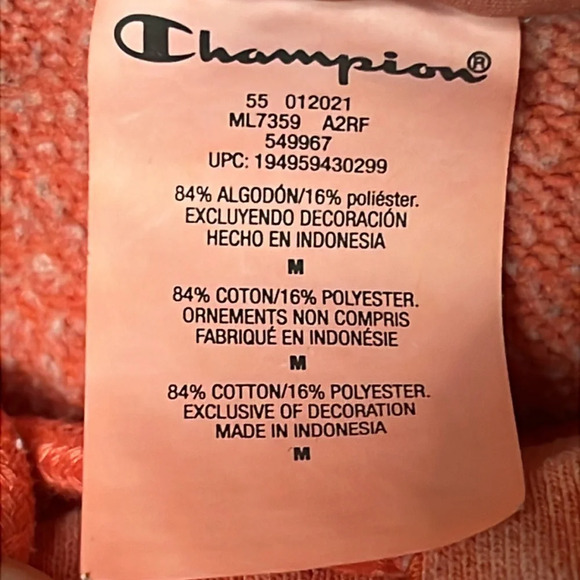 Champion®
55 012021
ML7359 A2RF
549967
UPC: 194959430299
84% ALGODÓN/16% poliéster.
EXCLUYENDO DECORACIÓN
HECHO EN INDONESIA
M
84% COTON/16% POLYESTER.
ORNEMENTS NON COMPRIS
FABRIQUÉ EN INDONÉSIE
M
84% COTTON/16% POLYESTER.
EXCLUSIVE OF DECORATION
MADE IN INDONESIA
M